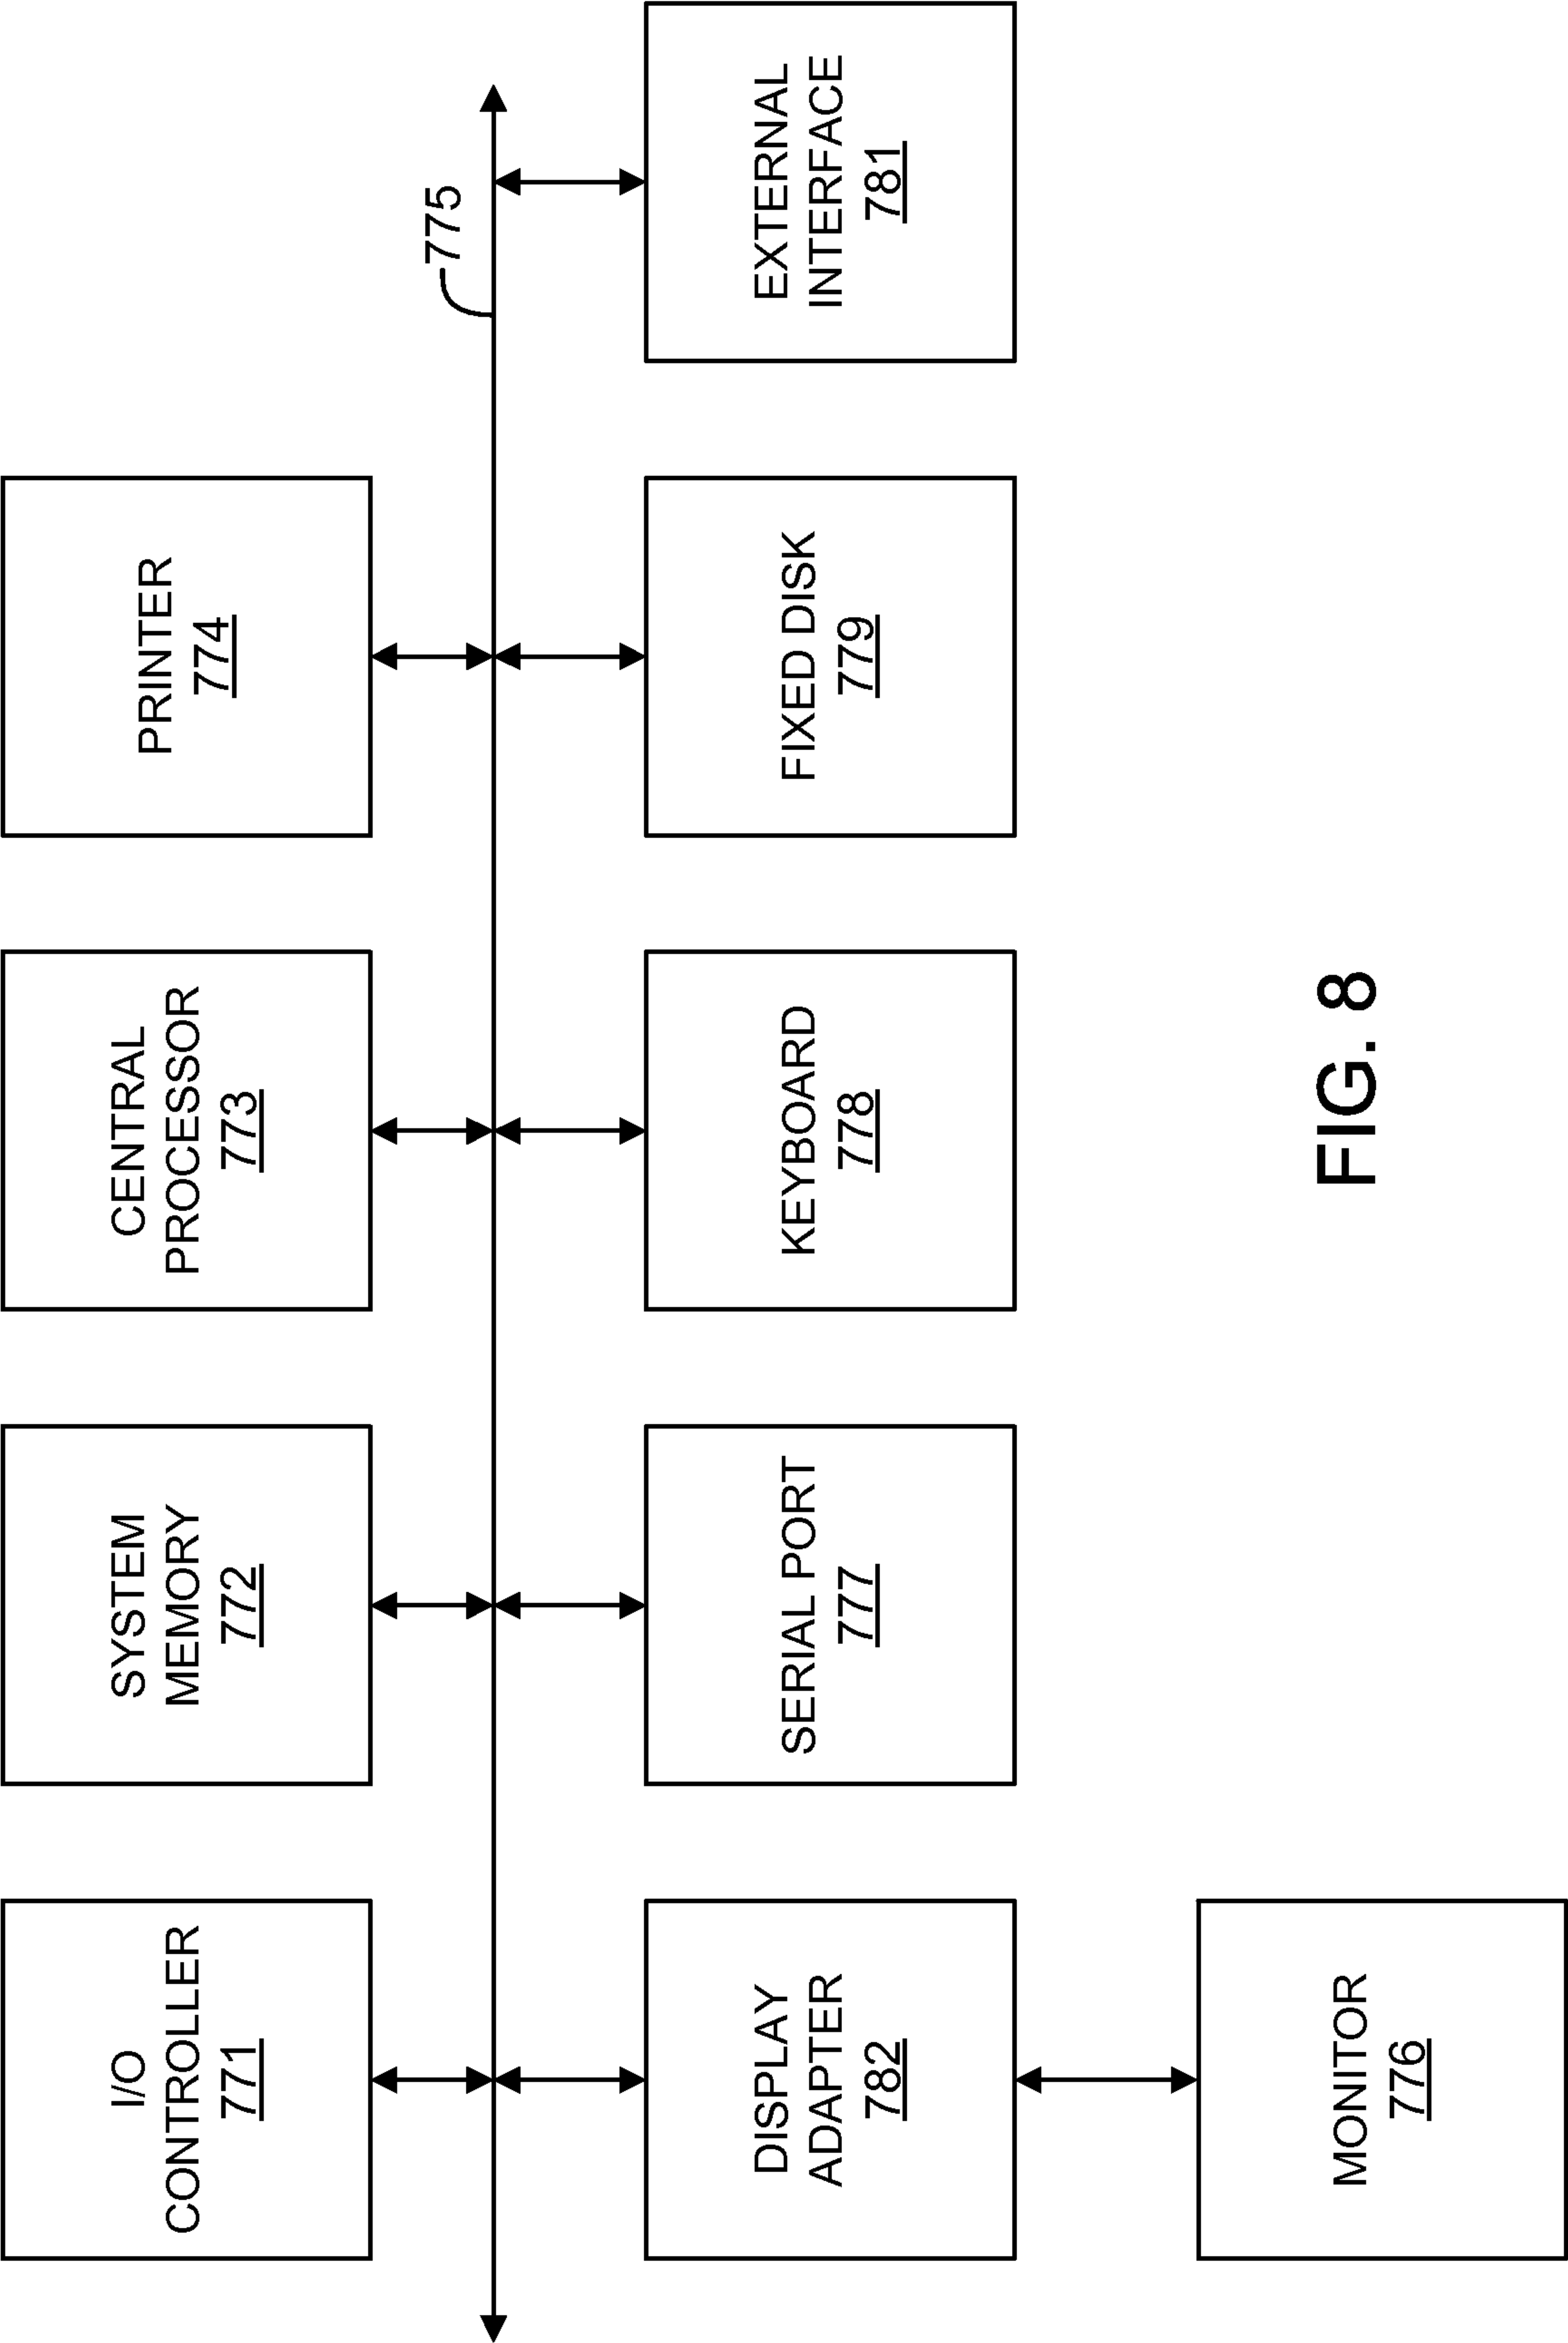 I/O
CONTROLLER
771
SYSTEM
MEMORY
772
CENTRAL
PROCESSOR
773
PRINTER
774
775
DISPLAY
ADAPTER
782
SERIAL PORT
777
KEYBOARD
778
FIXED DISK
779
EXTERNAL
INTERFACE
781
MONITOR
776
FIG. 8